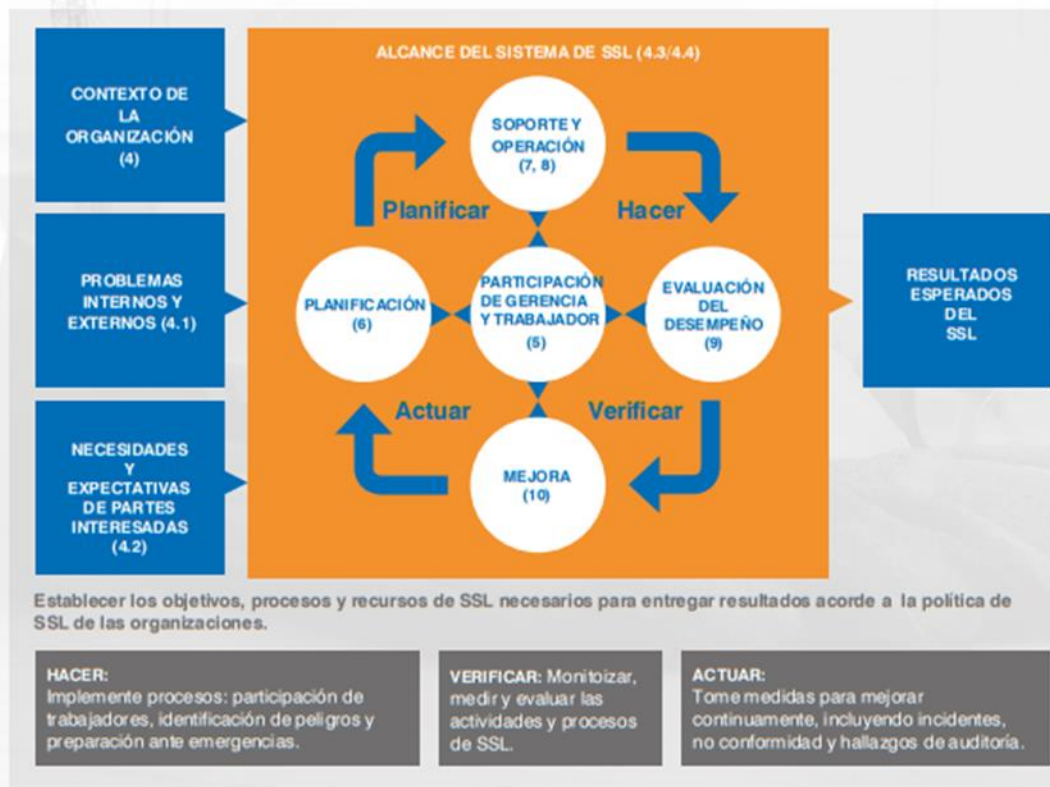 CONTEXTO DE
LA
ORGANIZACIÓN
(4)
PROBLEMAS
INTERNOS Y
EXTERNOS (4.1)
NECESIDADES
Y
EXPECTATIVAS
DE PARTES
INTERESADAS
(4.2)
ALCANCE DEL SISTEMA DE SSL (4.3/4.4)
SOPORTE Y
OPERACIÓN
(7, 8)
Planificar
Hacer
PLANIFICACIÓN
(6)
PARTICIPACIÓN
DE GERENCIA
Y TRABAJADOR
(5)
EVALUACIÓN
DEL
DESEMPEÑO
(9)
Actuar
Verificar
MEJORA
(10)
RESULTADOS
ESPERADOS
DEL
SSL
Establecer los objetivos, procesos y recursos de SSL necesarios para entregar resultados acorde a la política de
SSL de las organizaciones.
HACER:
Implemente procesos: participación de
trabajadores, identificación de peligros y
preparación ante emergencias.
VERIFICAR: Monitoizar,
medir y evaluar las
actividades y procesos
de SSL.
ACTUAR:
Tome medidas para mejorar
continuamente, incluyendo incidentes,
no conformidad y hallazgos de auditoría.